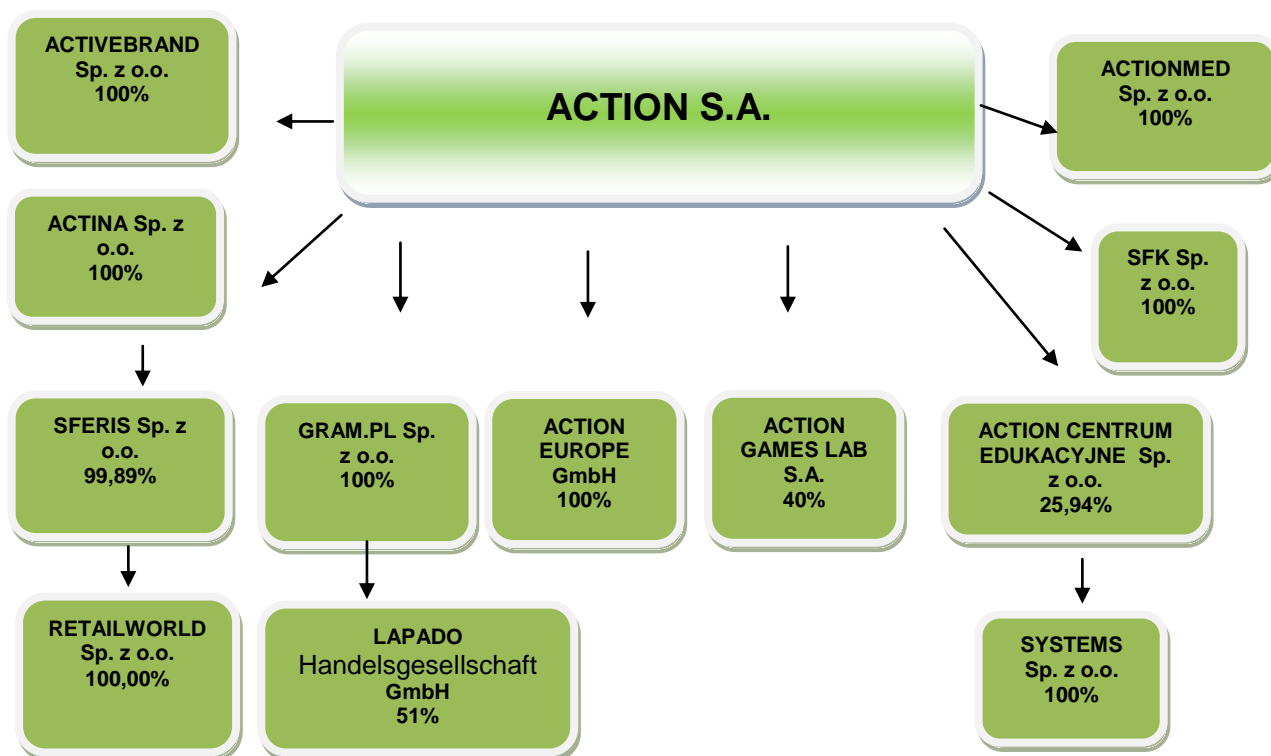 ACTION S.A.
ACTIVEBRAND
Sp. z o.o.
100%
ACTIONMED
Sp. z o.o.
100%
ACTINA Sp. z
o.o.
100%
SFK Sp.
z o.o.
100%
SFERIS Sp. z
o.o.
99,89%
GRAM.PL Sp.
z o.o.
100%
ACTION
EUROPE
GmbH
100%
ACTION
GAMES LAB
S.A.
40%
ACTION CENTRUM
EDUKACYJNE Sp.
z o.o.
25,94%
RETAILWORLD
Sp. z o.o.
100,00%
LAPADO
Handelsgesellschaft
GmbH
51%
SYSTEMS
Sp. z o.o.
100%